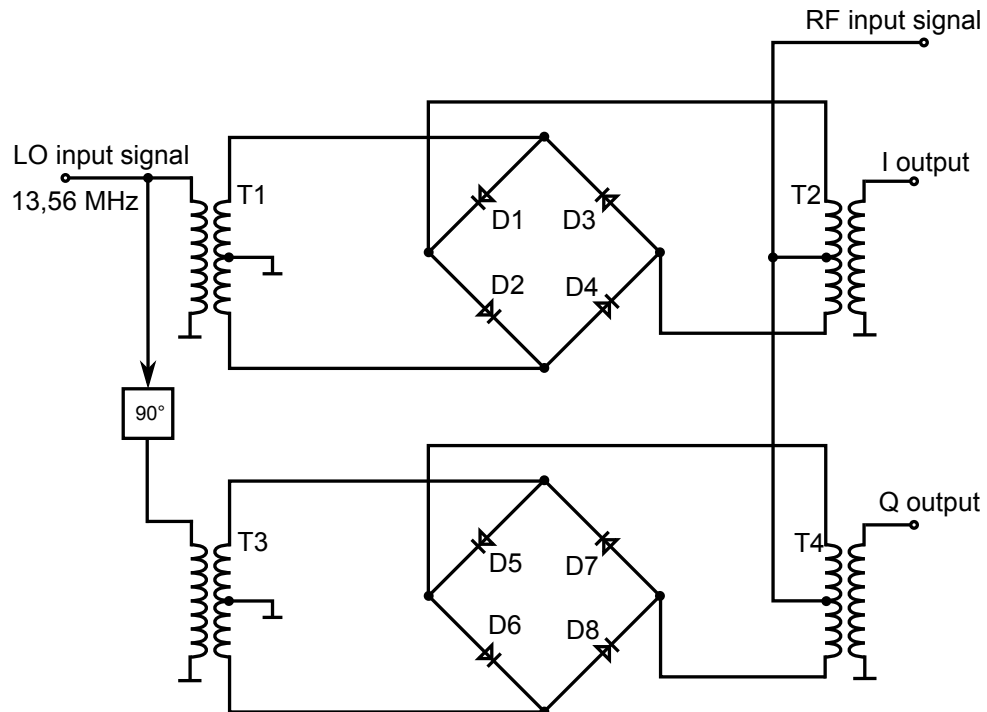 RF input signal
LO input signal
13,56 MHz
T1
D1
D3
D2
D4
T2
I output
90°
T3
D5
D7
D6
D8
T4
Q output